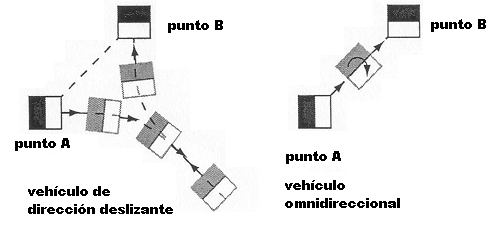 punto B
punto A
vehículo de
dirección deslizante
punto B
punto A
vehículo
omnidireccional